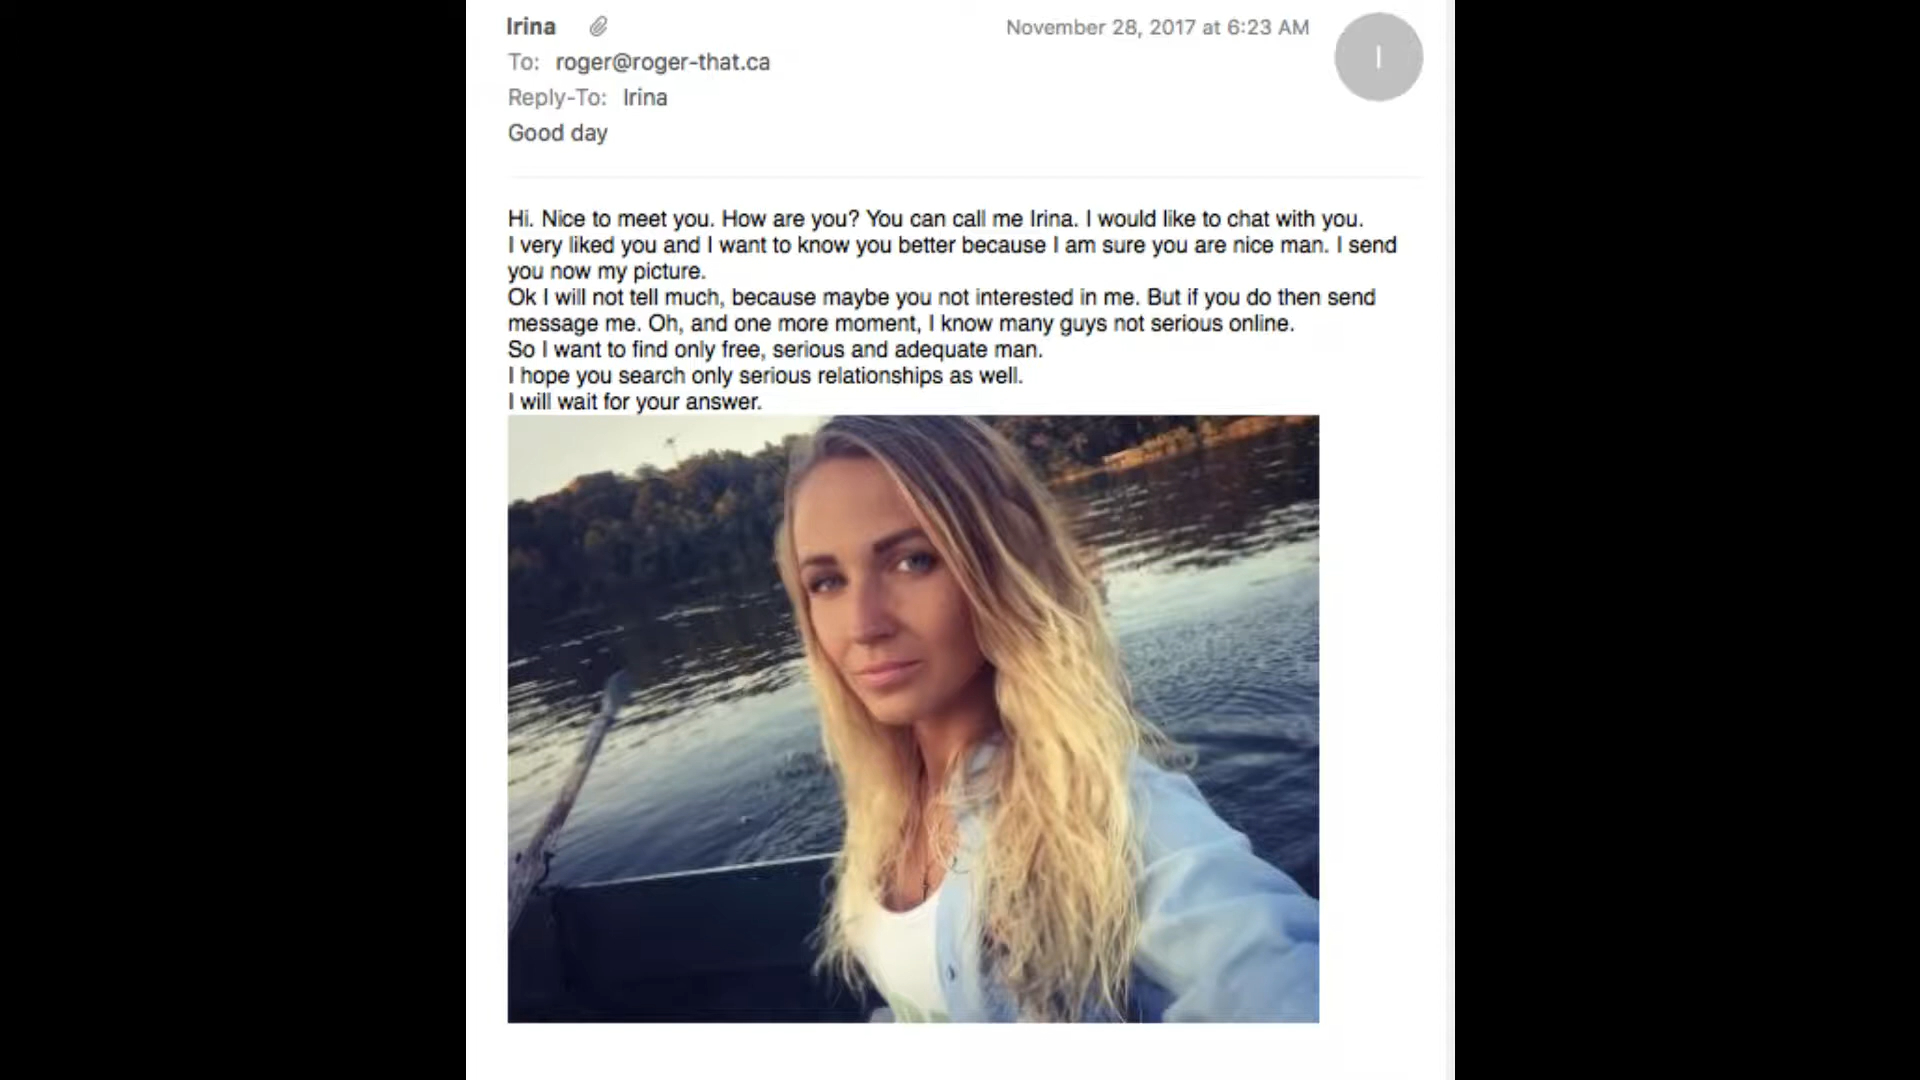 Irina
November 28, 2017 at 6:23 AM
I
To: roger@roger-that.ca
Reply-To: Irina
Good day
Hi. Nice to meet you. How are you? You can call me Irina. I would like to chat with you.
I very liked you and I want to know you better because I am sure you are nice man. I send
you now my picture.
Ok I will not tell much, because maybe you not interested in me. But if you do then send
message me. Oh, and one more moment, I know many guys not serious online.
So I want to find only free, serious and adequate man.
I hope you search only serious relationships as well.
I will wait for your answer.